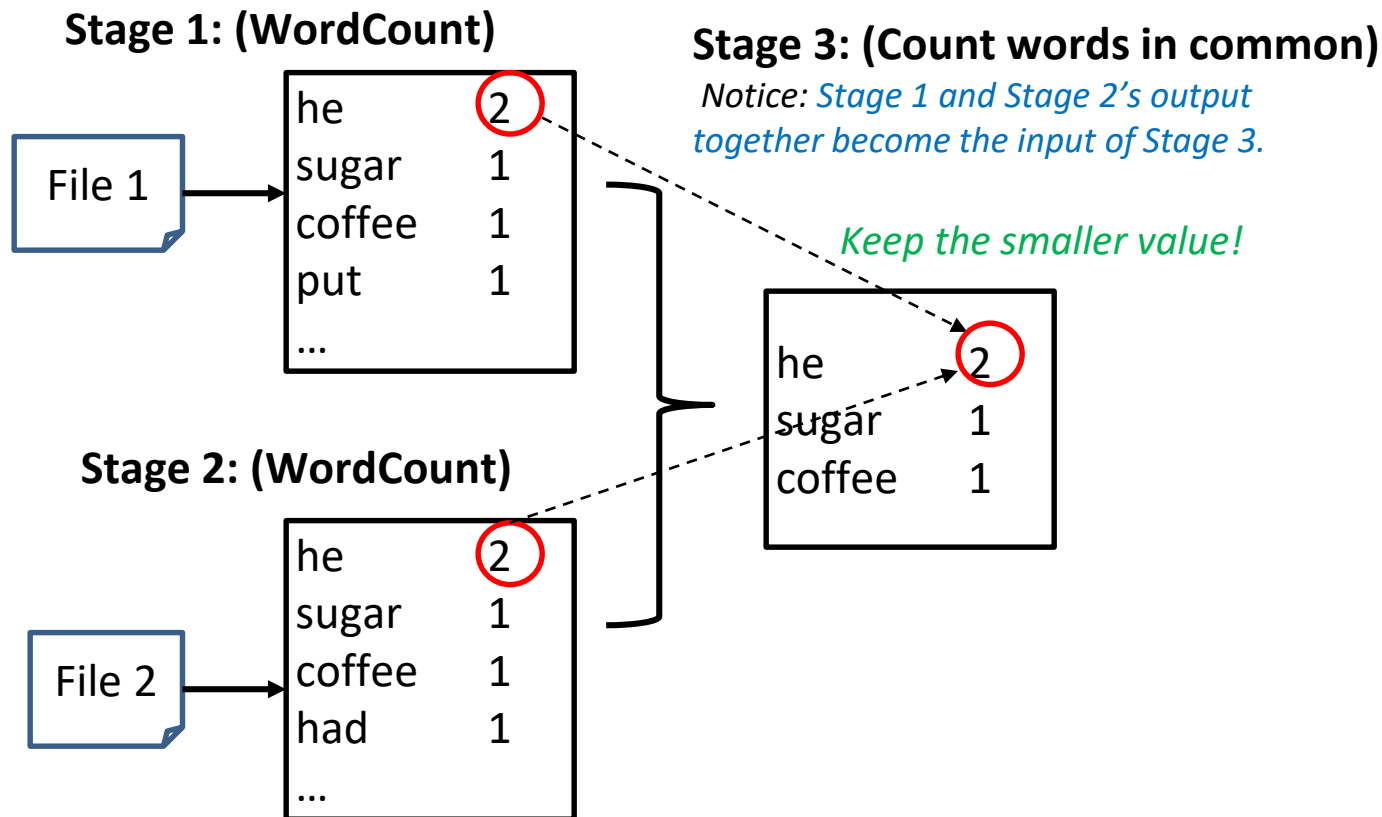 Stage 1: (WordCount)
File 1
he 2
sugar 1
coffee 1
put 1
...
Stage 2: (WordCount)
File 2
he 2
sugar 1
coffee 1
had 1
...
Stage 3: (Count words in common)
Notice: Stage 1 and Stage 2’s output
together become the input of Stage 3.
Keep the smaller value!
he 2
sugar 1
coffee 1